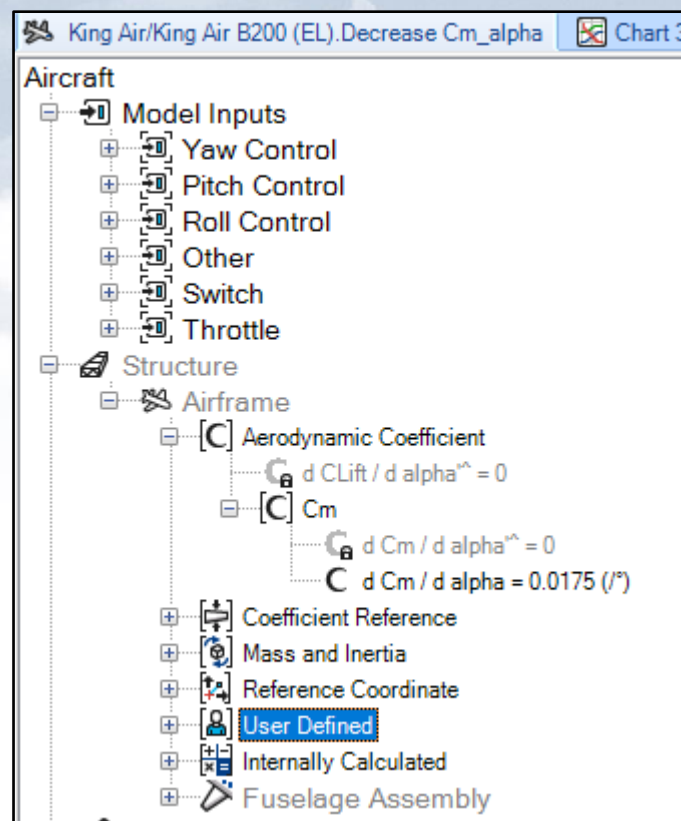 King Air/King Air B200 (EL).Decrease Cm_alpha
Chart 3
Aircraft
Model Inputs
Yaw Control
Pitch Control
Roll Control
Other
Switch
Throttle
Structure
Airframe
[C] Aerodynamic Coefficient
d CLift / d alpha'^ = 0
[C] Cm
d Cm / d alpha'^ = 0
C d Cm / d alpha = 0.0175 (/°)
Coefficient Reference
Mass and Inertia
Reference Coordinate
User Defined
Internally Calculated
Fuselage Assembly